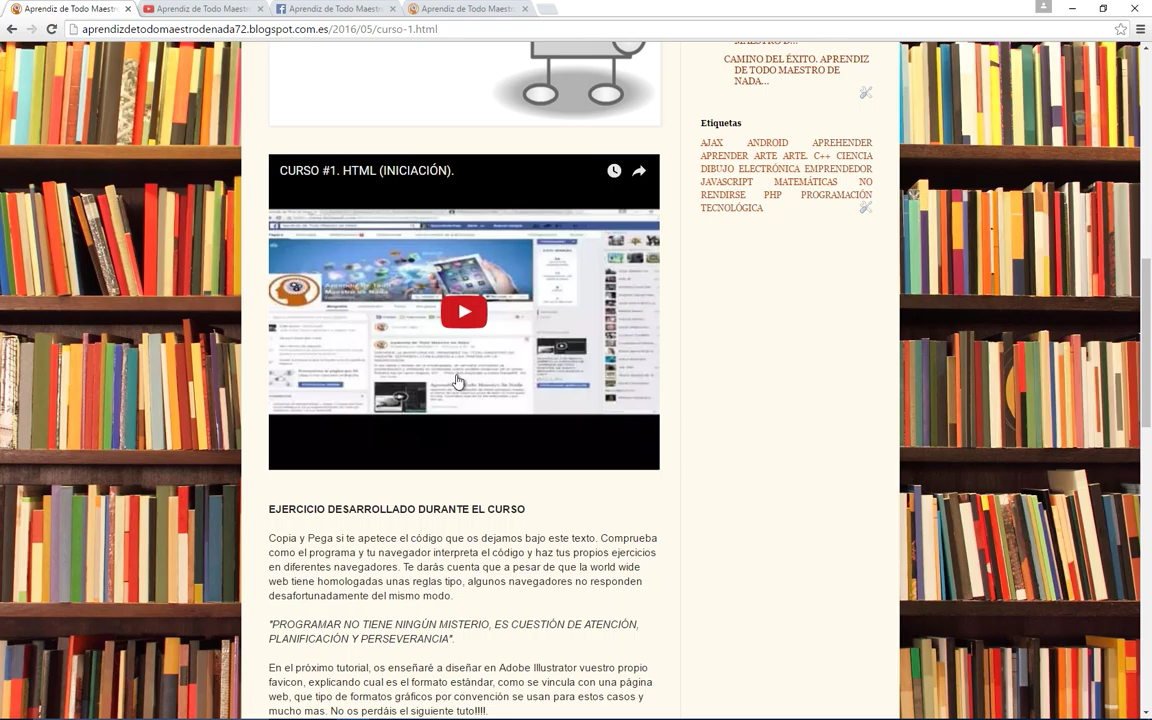 Aprendiz de Todo Maestro
Aprendiz de Todo Maestro
Aprendiz de Todo Maestro
Aprendiz de Todo Maestro
aprendizdetodomaestrodenada72.blogspot.com.es/2016/05/curso-1.html
CAMINO DEL ÉXITO. APRENDIZ
DE TODO MAESTRO DE
NADA...
Etiquetas
AJAX ANDROID APREHENDER
APRENDER ARTE ARTE. C++ CIENCIA
DIBUJO ELECTRÓNICA EMPRENDEDOR
JAVASCRIPT MATEMÁTICAS NO
RENDIRSE PHP PROGRAMACIÓN
TECNOLÓGICA
CURSO #1. HTML (INICIACIÓN).
Aprendiz de Todo
Maestro de Nada
EJERCICIO DESARROLLADO DURANTE EL CURSO
Copia y Pega si te apetece el código que os dejamos bajo este texto. Comprueba
como el programa y tu navegador interpreta el código y haz tus propios ejercicios
en diferentes navegadores. Te darás cuenta que a pesar de que la world wide
web tiene homologadas unas reglas tipo, algunos navegadores no responden
desafortunadamente del mismo modo.
"PROGRAMAR NO TIENE NINGÚN MISTERIO, ES CUESTIÓN DE ATENCIÓN,
PLANIFICACIÓN Y PERSEVERANCIA".
En el próximo tutorial, os enseñaré a diseñar en Adobe Illustrator vuestro propio
favicon, explicando cual es el formato estándar, como se vincula con una página
web, que tipo de formatos gráficos por convención se usan para estos casos y
mucho mas. No os perdáis el siguiente tuto!!!!.